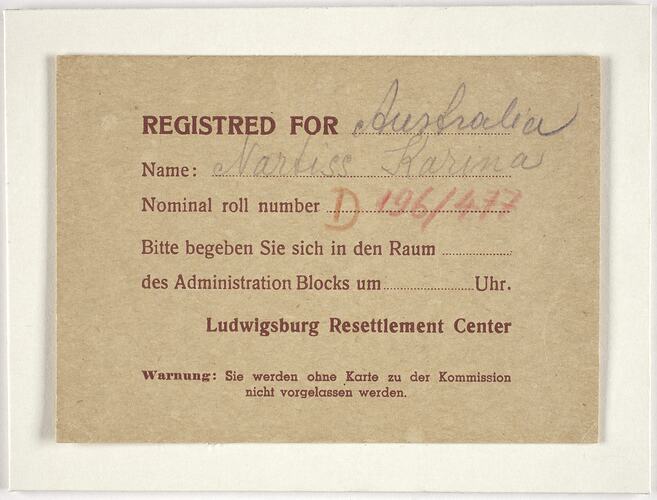 REGISTRED FOR Australia
Name: Nartiss Karina
Nominal roll number D 196/477
Bitte begeben Sie sich in den Raum
des Administration Blocks um Uhr.
Ludwigsburg Resettlement Center
Warnung: Sie werden ohne Karte zu der Kommission
nicht vorgelassen werden.